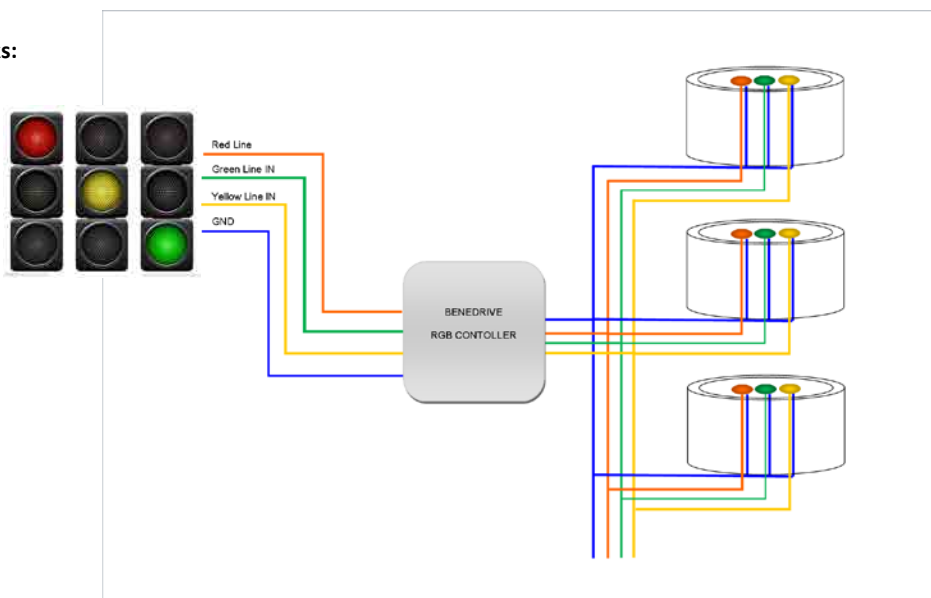 Red Line
Green Line IN
Yellow Line IN
GND
BENEDRIVE
RGB CONTOLLER